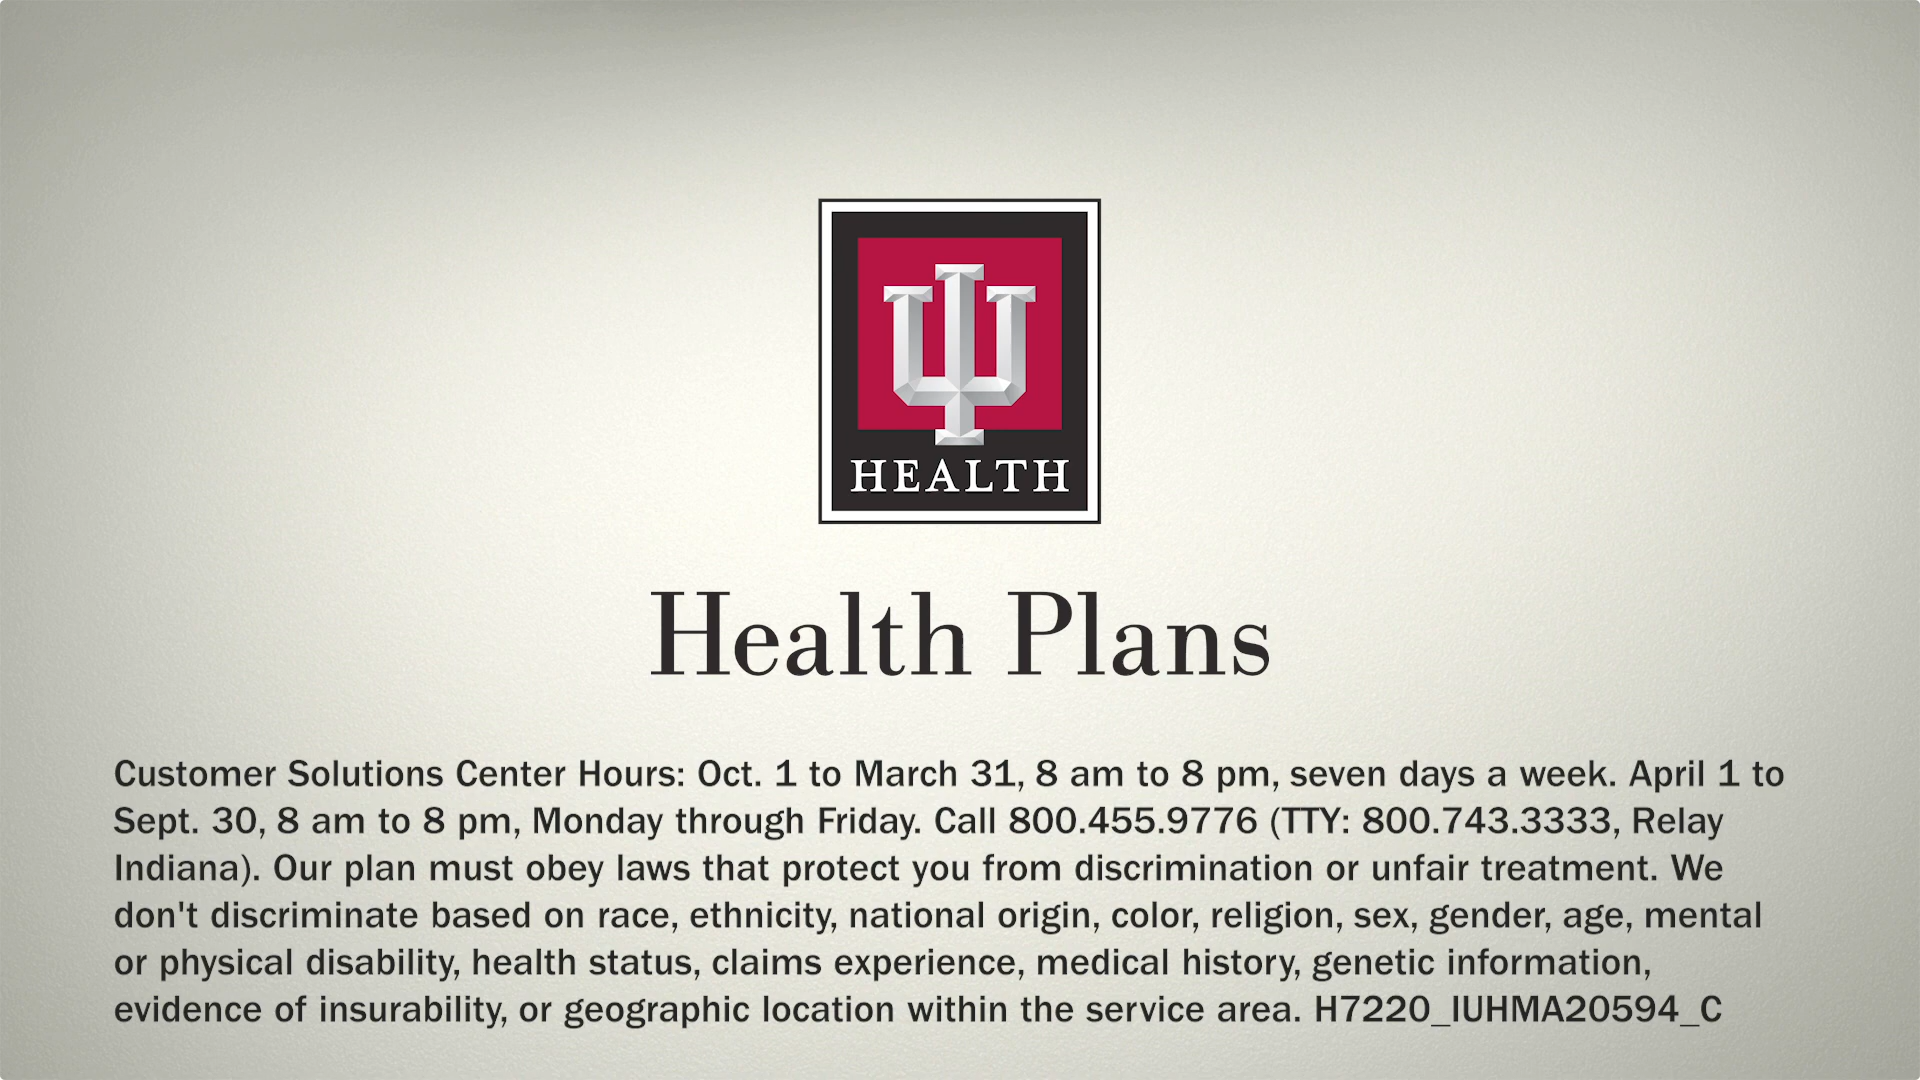 IU
HEALTH
Health Plans
Customer Solutions Center Hours: Oct. 1 to March 31, 8 am to 8 pm, seven days a week. April 1 to
Sept. 30, 8 am to 8 pm, Monday through Friday. Call 800.455.9776 (TTY: 800.743.3333, Relay
Indiana). Our plan must obey laws that protect you from discrimination or unfair treatment. We
don't discriminate based on race, ethnicity, national origin, color, religion, sex, gender, age, mental
or physical disability, health status, claims experience, medical history, genetic information,
evidence of insurability, or geographic location within the service area. H7220_IUHMA20594_C